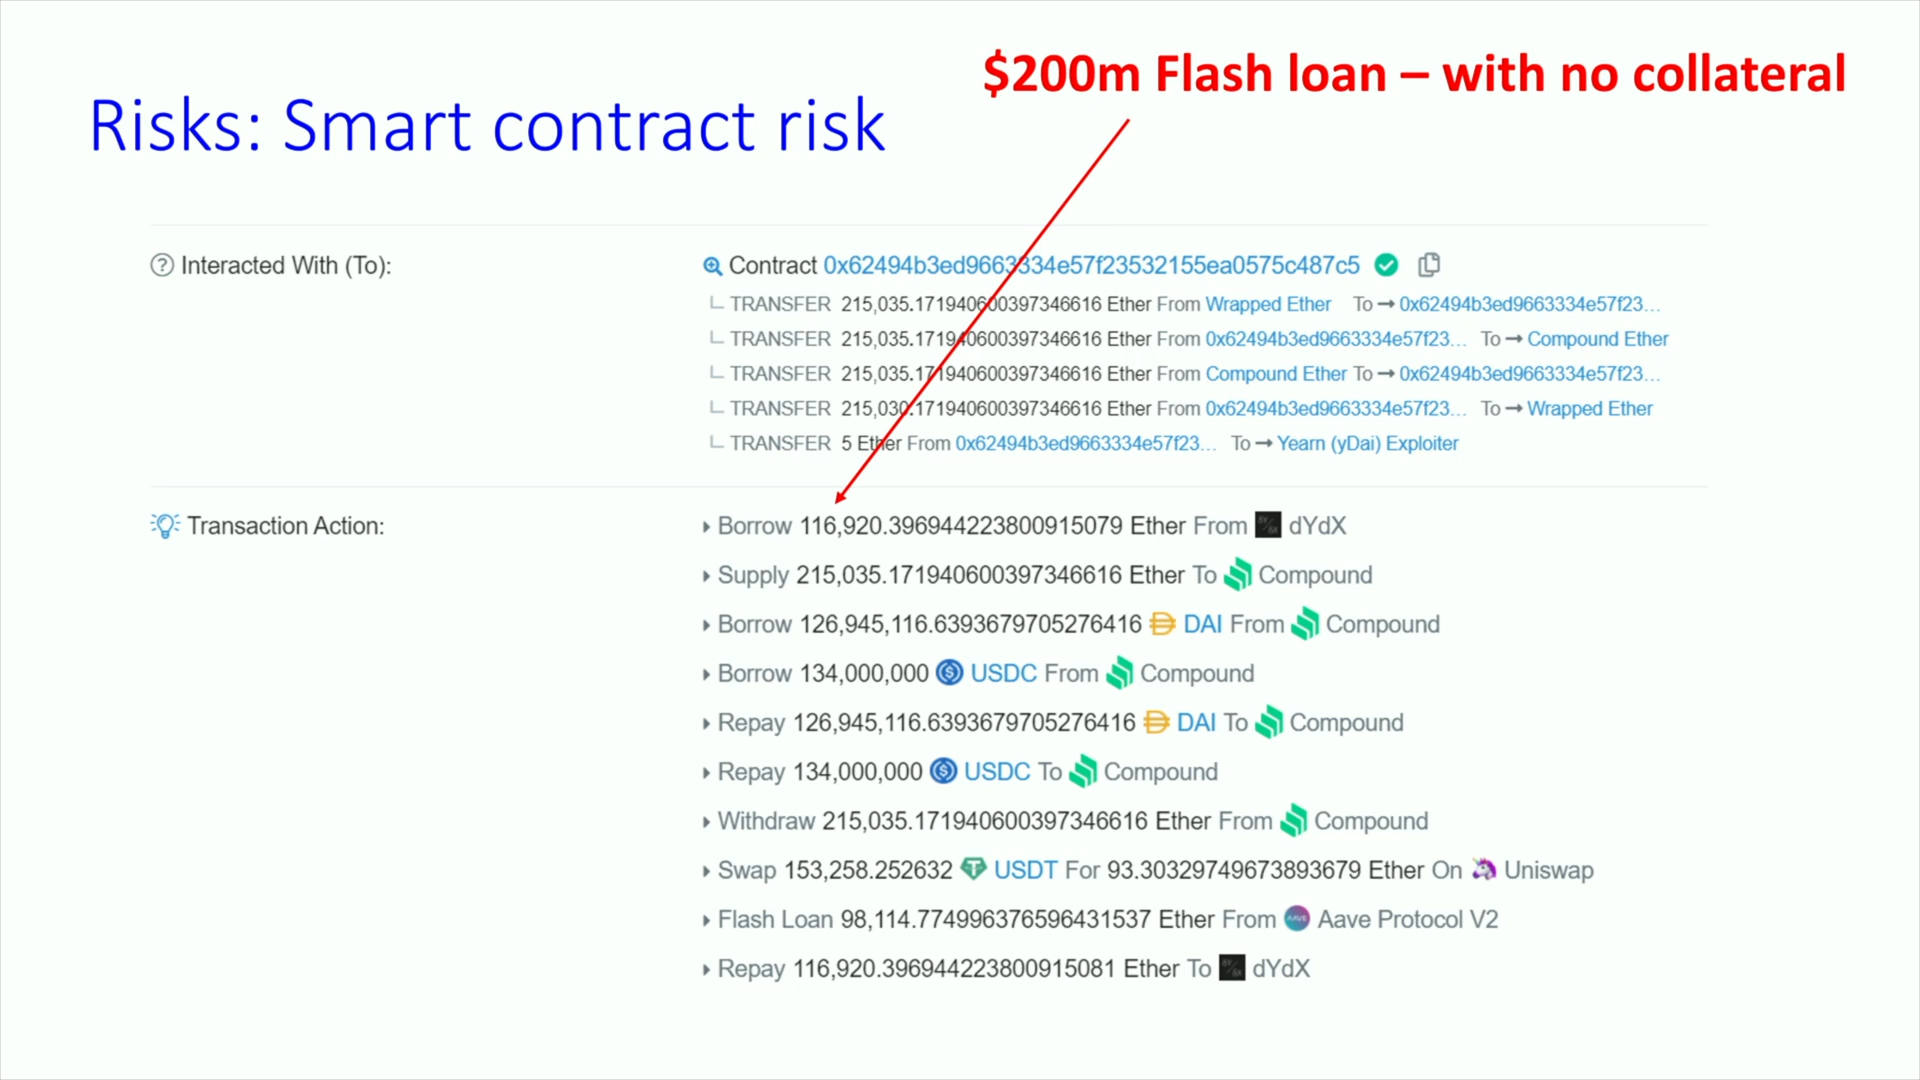 $200m Flash loan – with no collateral
Risks: Smart contract risk
Interacted With (To):
Contract 0x62494b3ed9663334e57f23532155ea0575c487c5
TRANSFER 215,035.171940600397346616 Ether From Wrapped Ether To → 0x62494b3ed9663334e57f23...
TRANSFER 215,035.171940600397346616 Ether From 0x62494b3ed9663334e57f23... To → Compound Ether
TRANSFER 215,035.171940600397346616 Ether From Compound Ether To → 0x62494b3ed9663334e57f23...
TRANSFER 215,030.171940600397346616 Ether From 0x62494b3ed9663334e57f23... To → Wrapped Ether
TRANSFER 5 Ether From 0x62494b3ed9663334e57f23... To → Yearn (yDai) Exploiter
Transaction Action:
Borrow 116,920.396944223800915079 Ether From dYdX
Supply 215,035.171940600397346616 Ether To Compound
Borrow 126,945,116.6393679705276416 DAI From Compound
Borrow 134,000,000 USDC From Compound
Repay 126,945,116.6393679705276416 DAI To Compound
Repay 134,000,000 USDC To Compound
Withdraw 215,035.171940600397346616 Ether From Compound
Swap 153,258.252632 USDT For 93.30329749673893679 Ether On Uniswap
Flash Loan 98,114.774996376596431537 Ether From Aave Protocol V2
Repay 116,920.396944223800915081 Ether To dYdX